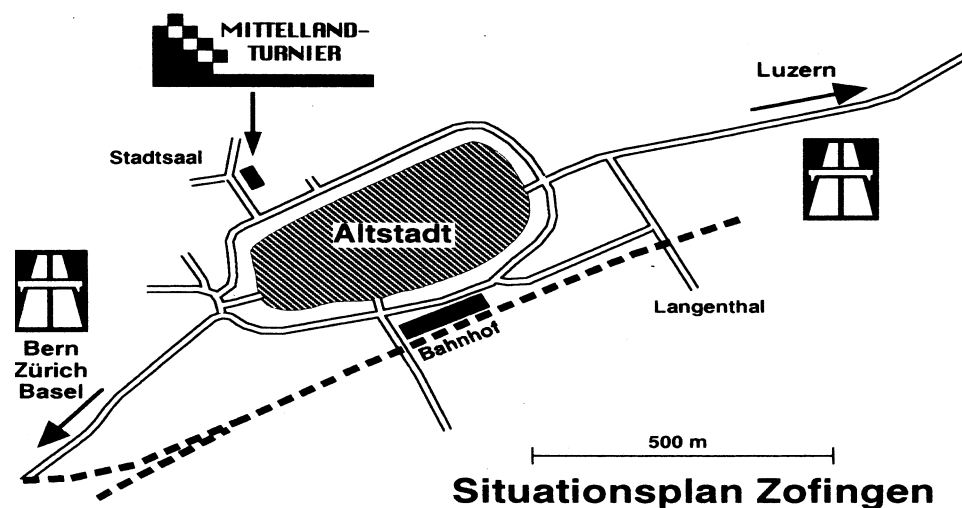 MITTELLAND-
TURNIER
Luzern
Stadtsaal
Altstadt
Langenthal
Bahnhof
Bern
Zürich
Basel
500 m
Situationsplan Zofingen